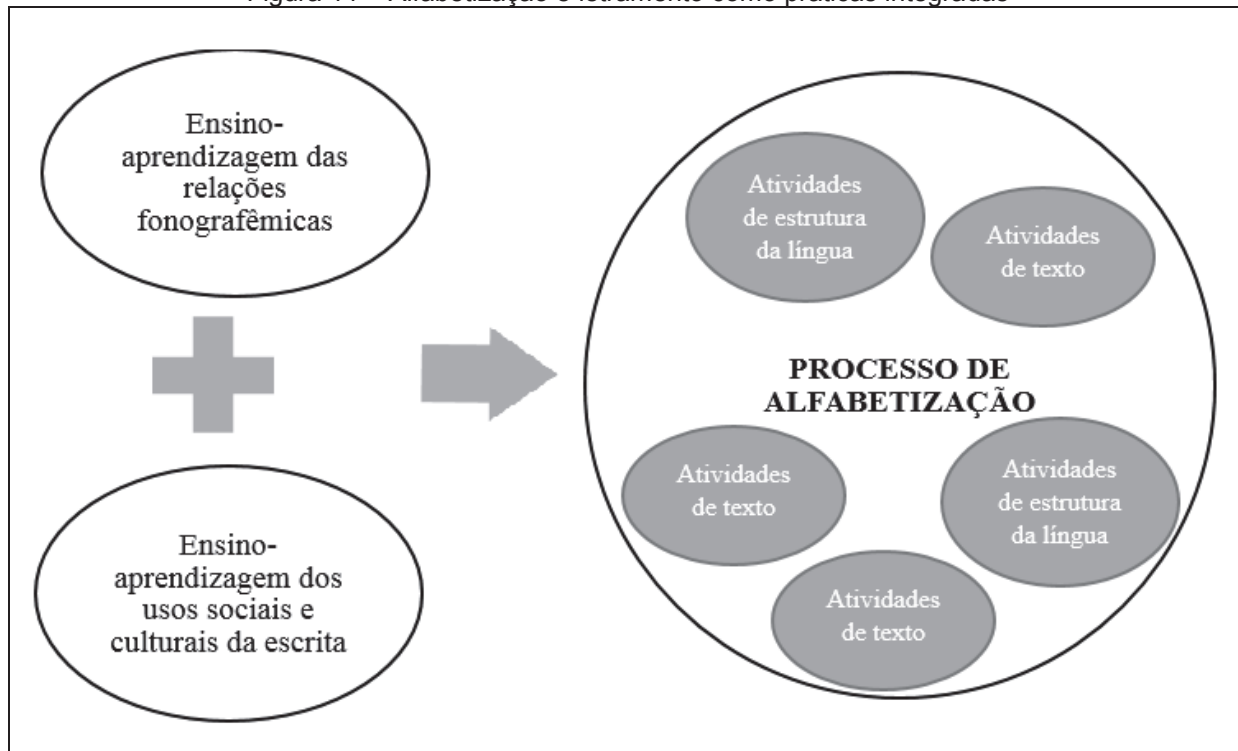 Figura 11 – Alfabetização e letramento como práticas integradas
Ensino-
aprendizagem das
relações
fonografêmicas
Ensino-
aprendizagem dos
usos sociais e
culturais da escrita
Atividades
de estrutura
da língua
Atividades
de texto
PROCESSO DE
ALFABETIZAÇÃO
Atividades
de texto
Atividades
de estrutura
da língua
Atividades
de texto